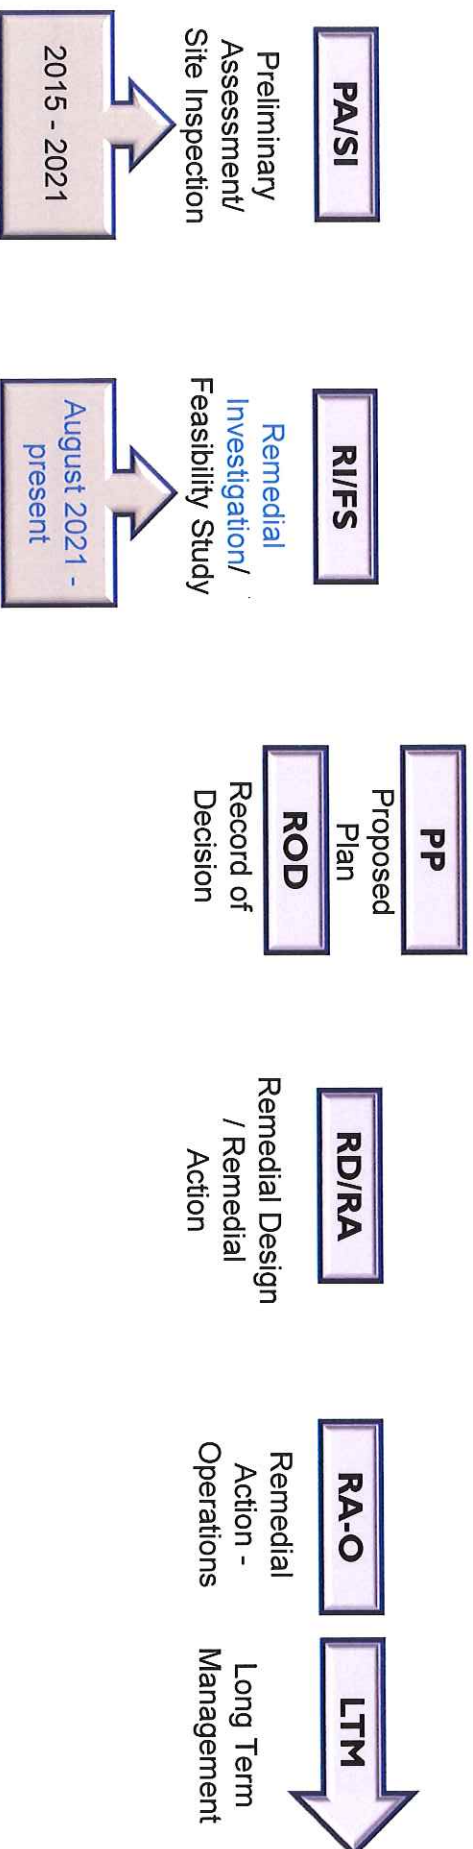 PA/SI
Preliminary
Assessment/
Site Inspection
2015 - 2021
RI/FS
Remedial
Investigation/
Feasibility Study
August 2021 -
present
PP
Proposed
Plan
ROD
Record of
Decision
RD/RA
Remedial Design
/ Remedial
Action
RA-O
Remedial
Action -
Operations
LTM
Long Term
Management